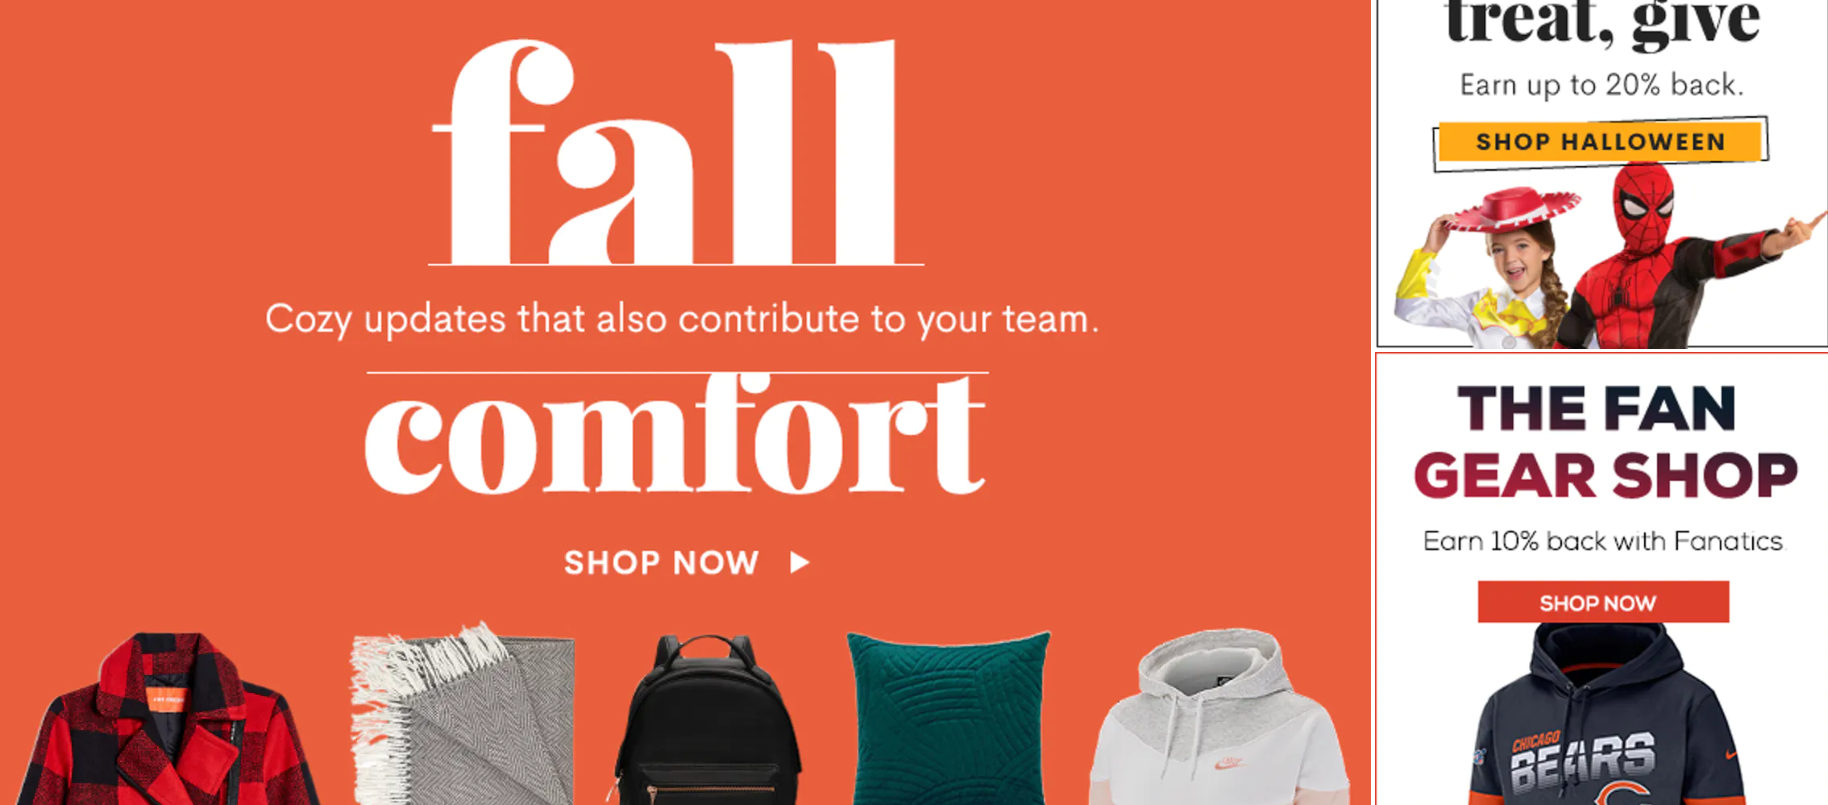 fall
Cozy updates that also contribute to your team.
comfort
SHOP NOW
treat, give
Earn up to 20% back.
SHOP HALLOWEEN
THE FAN
GEAR SHOP
Earn 10% back with Fanatics.
SHOP NOW
CHICAGO
BEARS